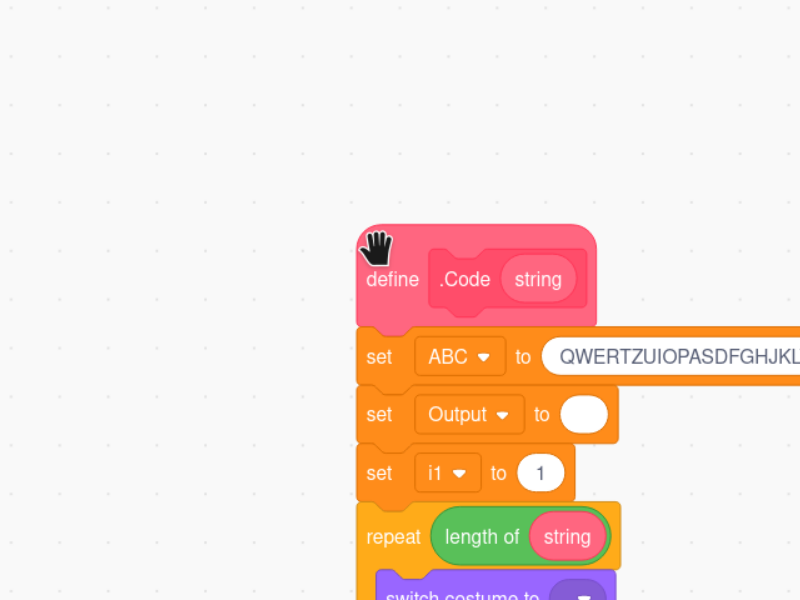 define .Code string
set ABC to QWERTZUIOPASDFGHJKL
set Output to
set i1 to 1
repeat length of string
switch costume to